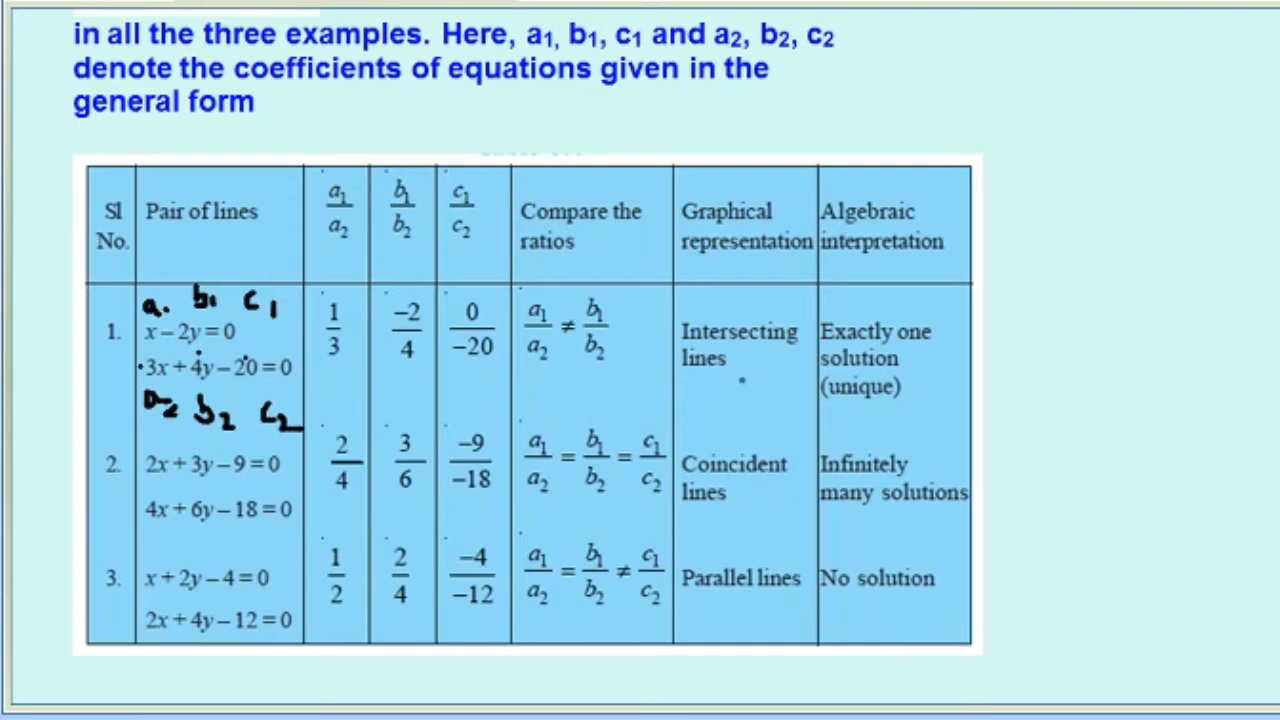 in all the three examples. Here, a₁, b₁, c₁ and a₂, b₂, c₂
denote the coefficients of equations given in the
general form
Sl No. Pair of lines a₁/a₂ b₁/b₂ c₁/c₂ Compare the ratios Graphical representation Algebraic interpretation
a. b₁ c₁
1. x – 2y = 0 1/3 –2/4 0/–20 a₁/a₂ ≠ b₁/b₂ Intersecting lines Exactly one solution (unique)
3x + 4y – 20 = 0
a₂ b₂ c₂
2. 2x + 3y – 9 = 0 2/4 3/6 –9/–18 a₁/a₂ = b₁/b₂ = c₁/c₂ Coincident lines Infinitely many solutions
4x + 6y – 18 = 0
3. x + 2y – 4 = 0 1/2 2/4 –4/–12 a₁/a₂ = b₁/b₂ ≠ c₁/c₂ Parallel lines No solution
2x + 4y – 12 = 0